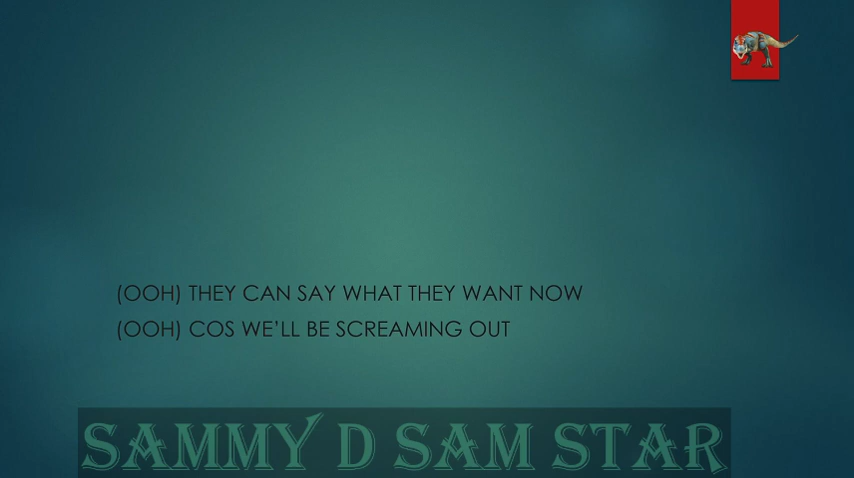 (OOH) THEY CAN SAY WHAT THEY WANT NOW
(OOH) COS WE'LL BE SCREAMING OUT
SAMMY D SAM STAR